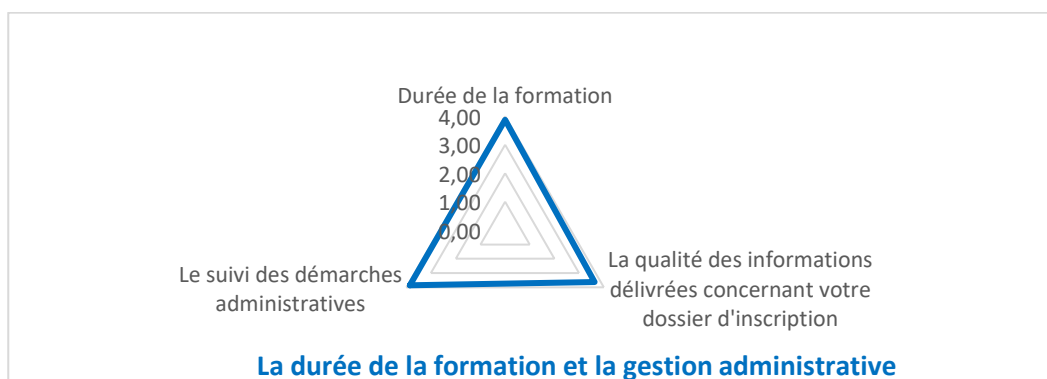 Durée de la formation
4,00
3,00
2,00
1,00
0,00
Le suivi des démarches
administratives
La qualité des informations
délivrées concernant votre
dossier d'inscription
La durée de la formation et la gestion administrative